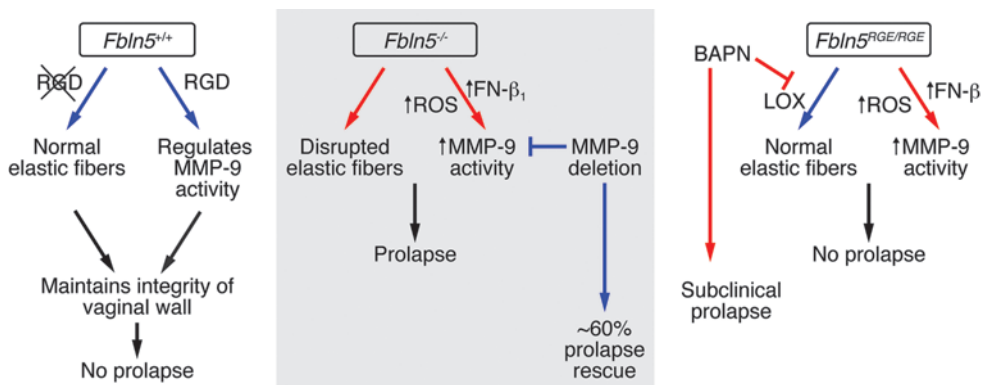 Fbln5+/+
RGD
RGD
Normal
elastic fibers
Regulates
MMP-9
activity
Maintains integrity of
vaginal wall
No prolapse
Fbln5-/-
↑ROS
↑FN-β1
Disrupted
elastic fibers
↑MMP-9
activity
MMP-9
deletion
Prolapse
~60%
prolapse
rescue
BAPN
Fbln5RGE/RGE
LOX
↑ROS
↑FN-β
Normal
elastic fibers
↑MMP-9
activity
No prolapse
Subclinical
prolapse